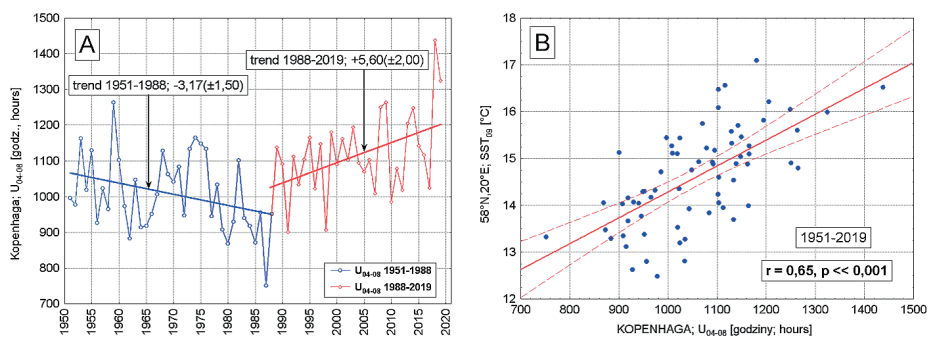 A
Kopenhaga; U04-08 [godz., hours]
1500
1400
1300
1200
1100
1000
900
800
700
trend 1951-1988; -3,17(±1,50)
trend 1988-2019; +5,60(±2,00)
U04-08 1951-1988
U04-08 1988-2019
1950
1955
1960
1965
1970
1975
1980
1985
1990
1995
2000
2005
2010
2015
2020
B
58°N,20°E; SST09 [°C]
18
17
16
15
14
13
12
1951-2019
r = 0,65, p << 0,001
700 800 900 1000 1100 1200 1300 1400 1500
KOPENHAGA; U04-08 [godziny; hours]